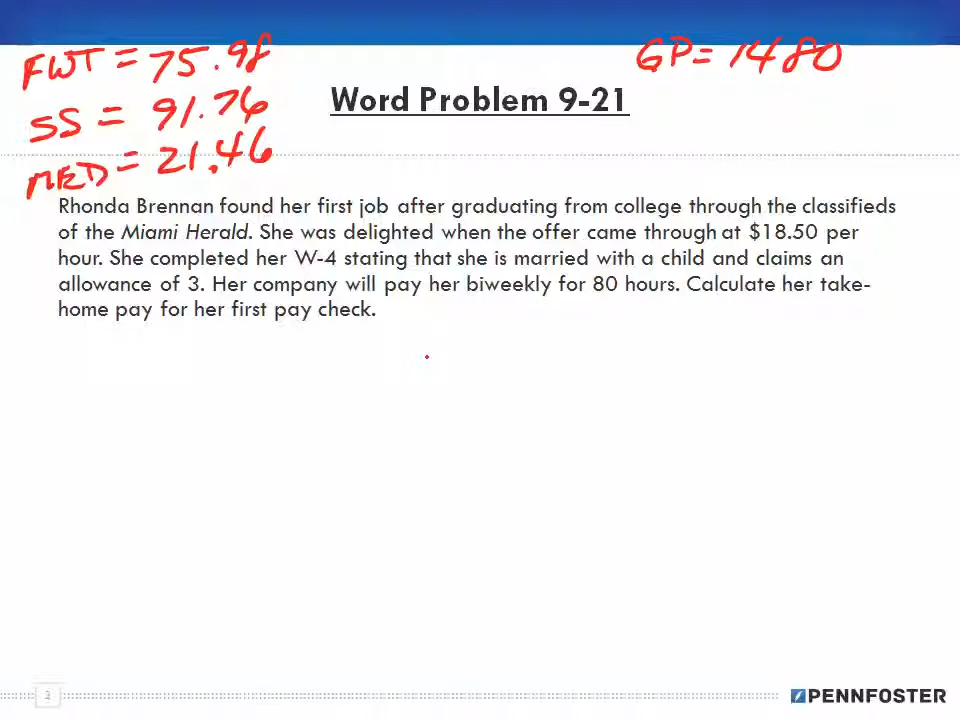 FWT = 75.98
GP = 1480
SS = 91.76
Word Problem 9-21
MED = 21.46
Rhonda Brennan found her first job after graduating from college through the classifieds
of the Miami Herald. She was delighted when the offer came through at $18.50 per
hour. She completed her W-4 stating that she is married with a child and claims an
allowance of 3. Her company will pay her biweekly for 80 hours. Calculate her take-
home pay for her first pay check.
2
PENNFOSTER